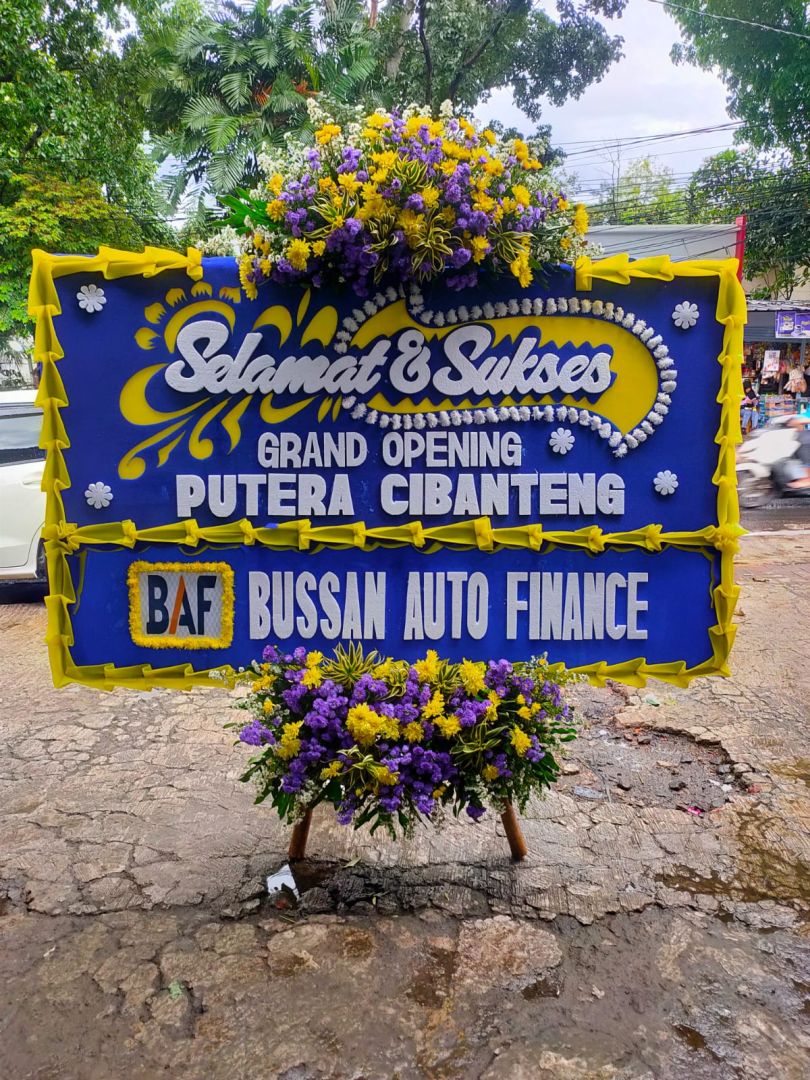 Selamat & Sukses
GRAND OPENING
PUTERA CIBANTENG
BAF
BUSSAN AUTO FINANCE